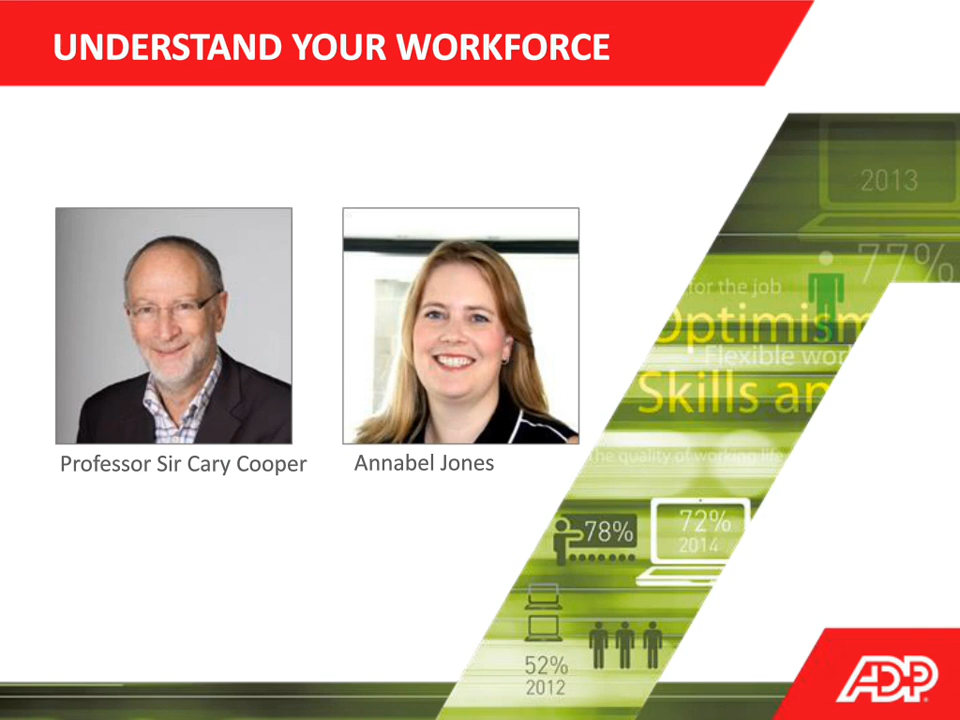 UNDERSTAND YOUR WORKFORCE
2013
77%
for the job
Optimism
Flexible wor
Skills an
The quality of working life
Professor Sir Cary Cooper
Annabel Jones
78%
72%
2014
52%
2012
ADP